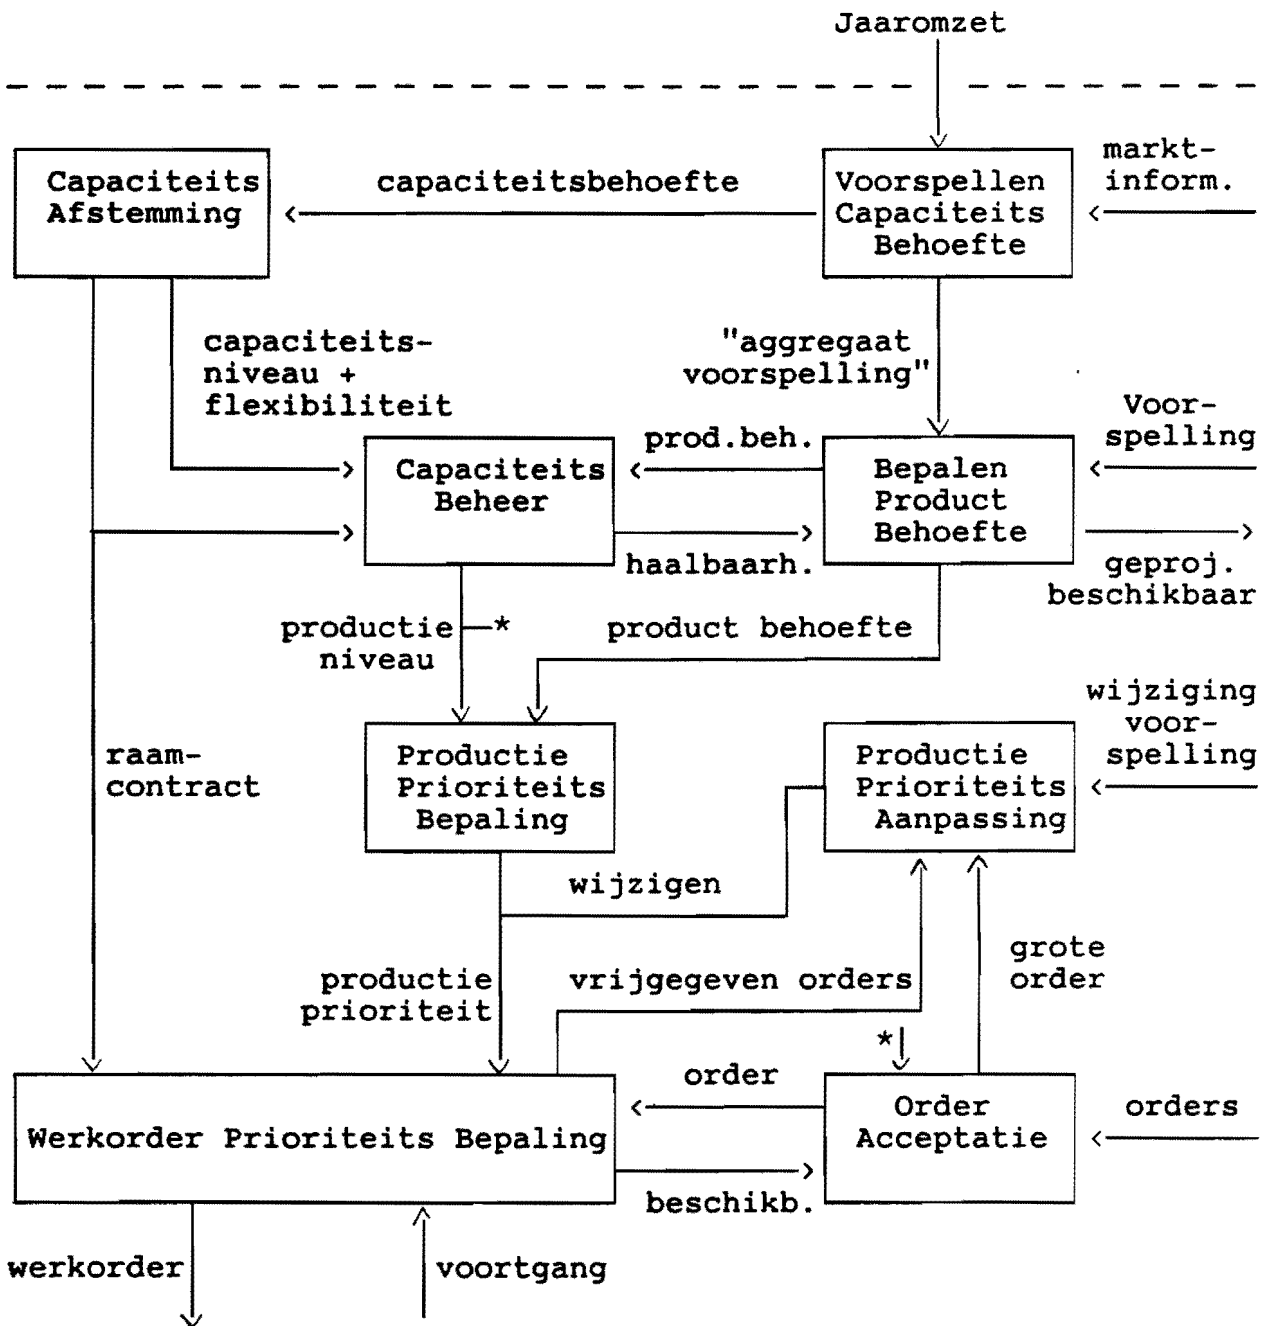 Jaaromzet
Capaciteits
Afstemming
capaciteitsbehoefte
Voorspellen
Capaciteits
Behoefte
markt-
inform.
capaciteits-
niveau +
flexibiliteit
"aggregaat
voorspelling"
Voor-
spelling
prod.beh.
Capaciteits
Beheer
Bepalen
Product
Behoefte
haalbaarh.
geproj.
beschikbaar
productie
niveau
*
product behoefte
wijziging
voor-
spelling
raam-
contract
Productie
Prioriteits
Bepaling
Productie
Prioriteits
Aanpassing
wijzigen
grote
order
productie
prioriteit
vrijgegeven orders
*
order
Werkorder Prioriteits Bepaling
Order
Acceptatie
orders
beschikb.
werkorder
voortgang